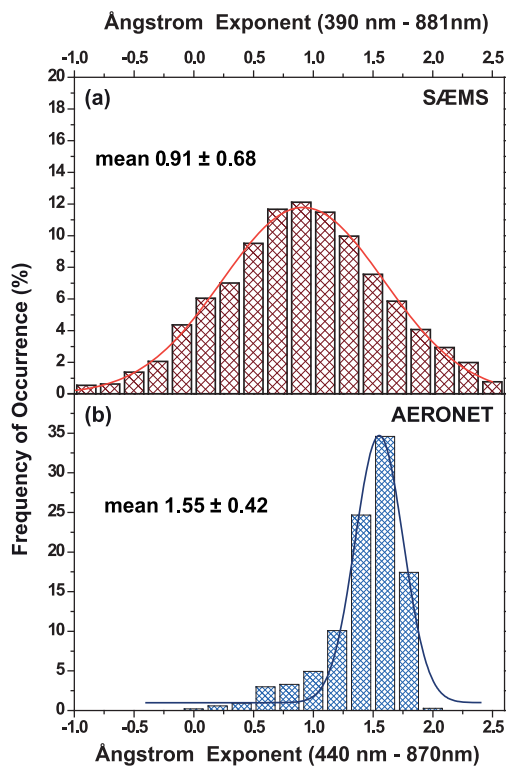 Ångstrom Exponent (390 nm - 881nm)
-1.0 -0.5 0.0 0.5 1.0 1.5 2.0 2.5
(a) SÆMS
mean 0.91 ± 0.68
20
18
16
14
12
10
8
6
4
2
0
Frequency of Occurrence (%)
(b) AERONET
mean 1.55 ± 0.42
35
30
25
20
15
10
5
0
-1.0 -0.5 0.0 0.5 1.0 1.5 2.0 2.5
Ångstrom Exponent (440 nm - 870nm)